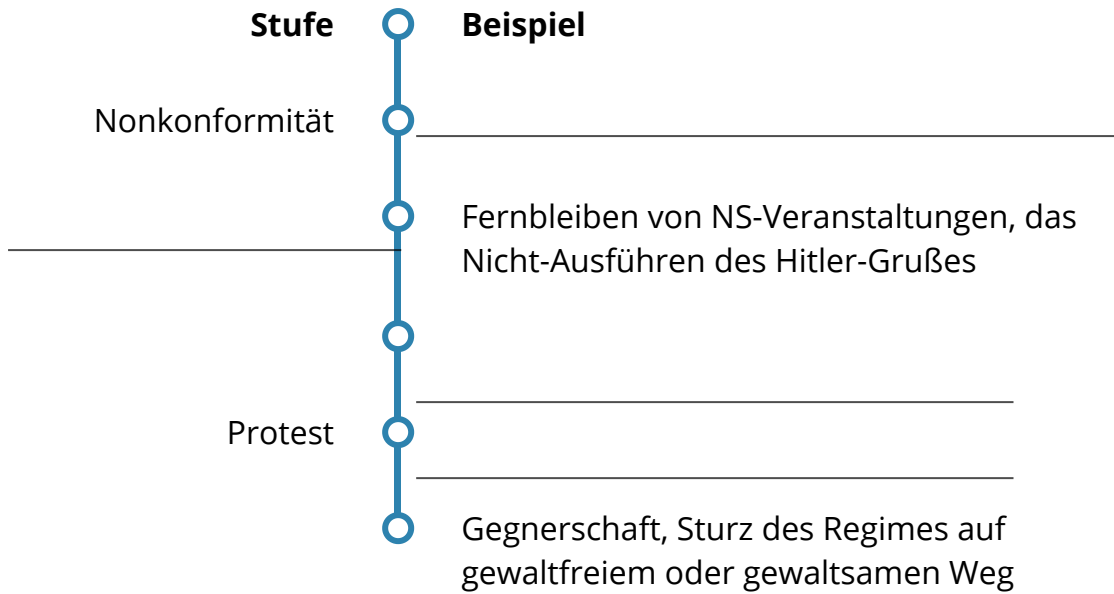 Stufe Beispiel
Nonkonformität
Fernbleiben von NS-Veranstaltungen, das
Nicht-Ausführen des Hitler-Grußes
Protest
Gegnerschaft, Sturz des Regimes auf
gewaltfreiem oder gewaltsamen Weg